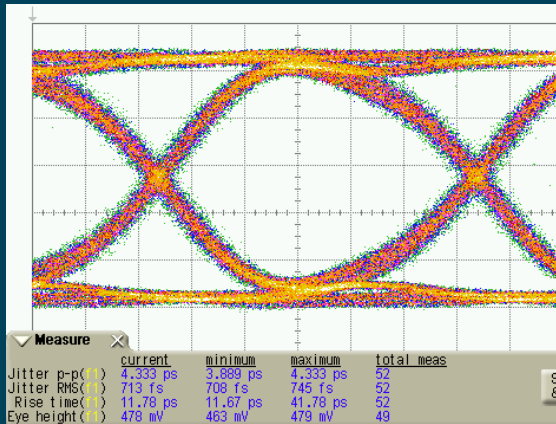 Measure
current minimum maximum total meas
Jitter p-p(f1) 4.333 ps 3.889 ps 4.333 ps 52
Jitter RMS(f1) 713 fs 708 fs 745 fs 52
Rise time(f1) 11.78 ps 11.67 ps 41.78 ps 52
Eye height(f1) 478 mV 463 mV 479 mV 49
S
&